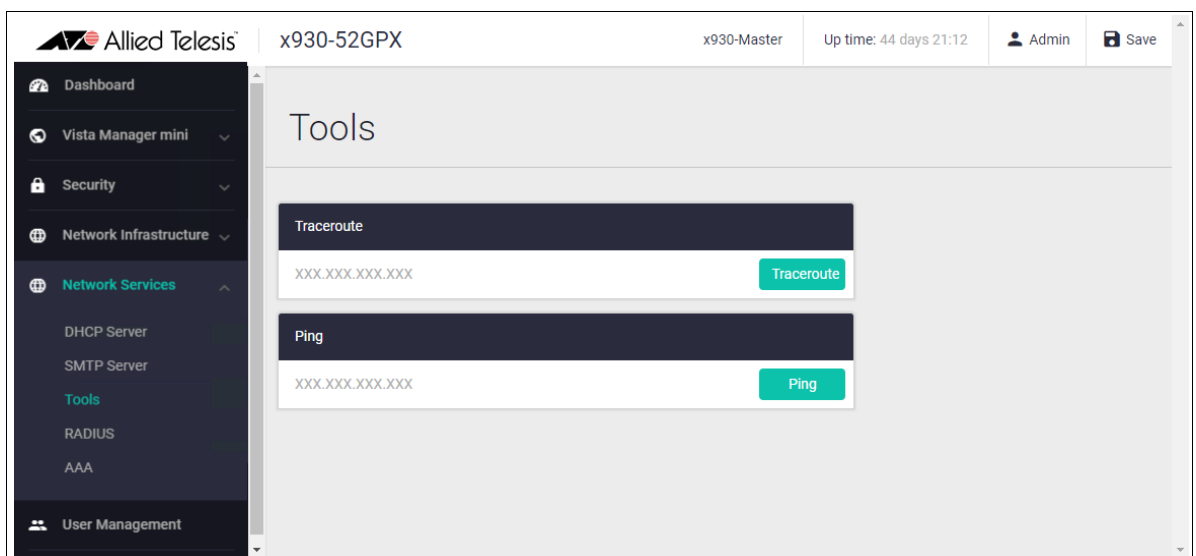 Allied Telesis™ x930-52GPX x930-Master Up time: 44 days 21:12 Admin Save
Dashboard
Vista Manager mini
Security
Network Infrastructure
Network Services
DHCP Server
SMTP Server
Tools
RADIUS
AAA
User Management
Tools
Traceroute
XXX.XXX.XXX.XXX Traceroute
Ping
XXX.XXX.XXX.XXX Ping